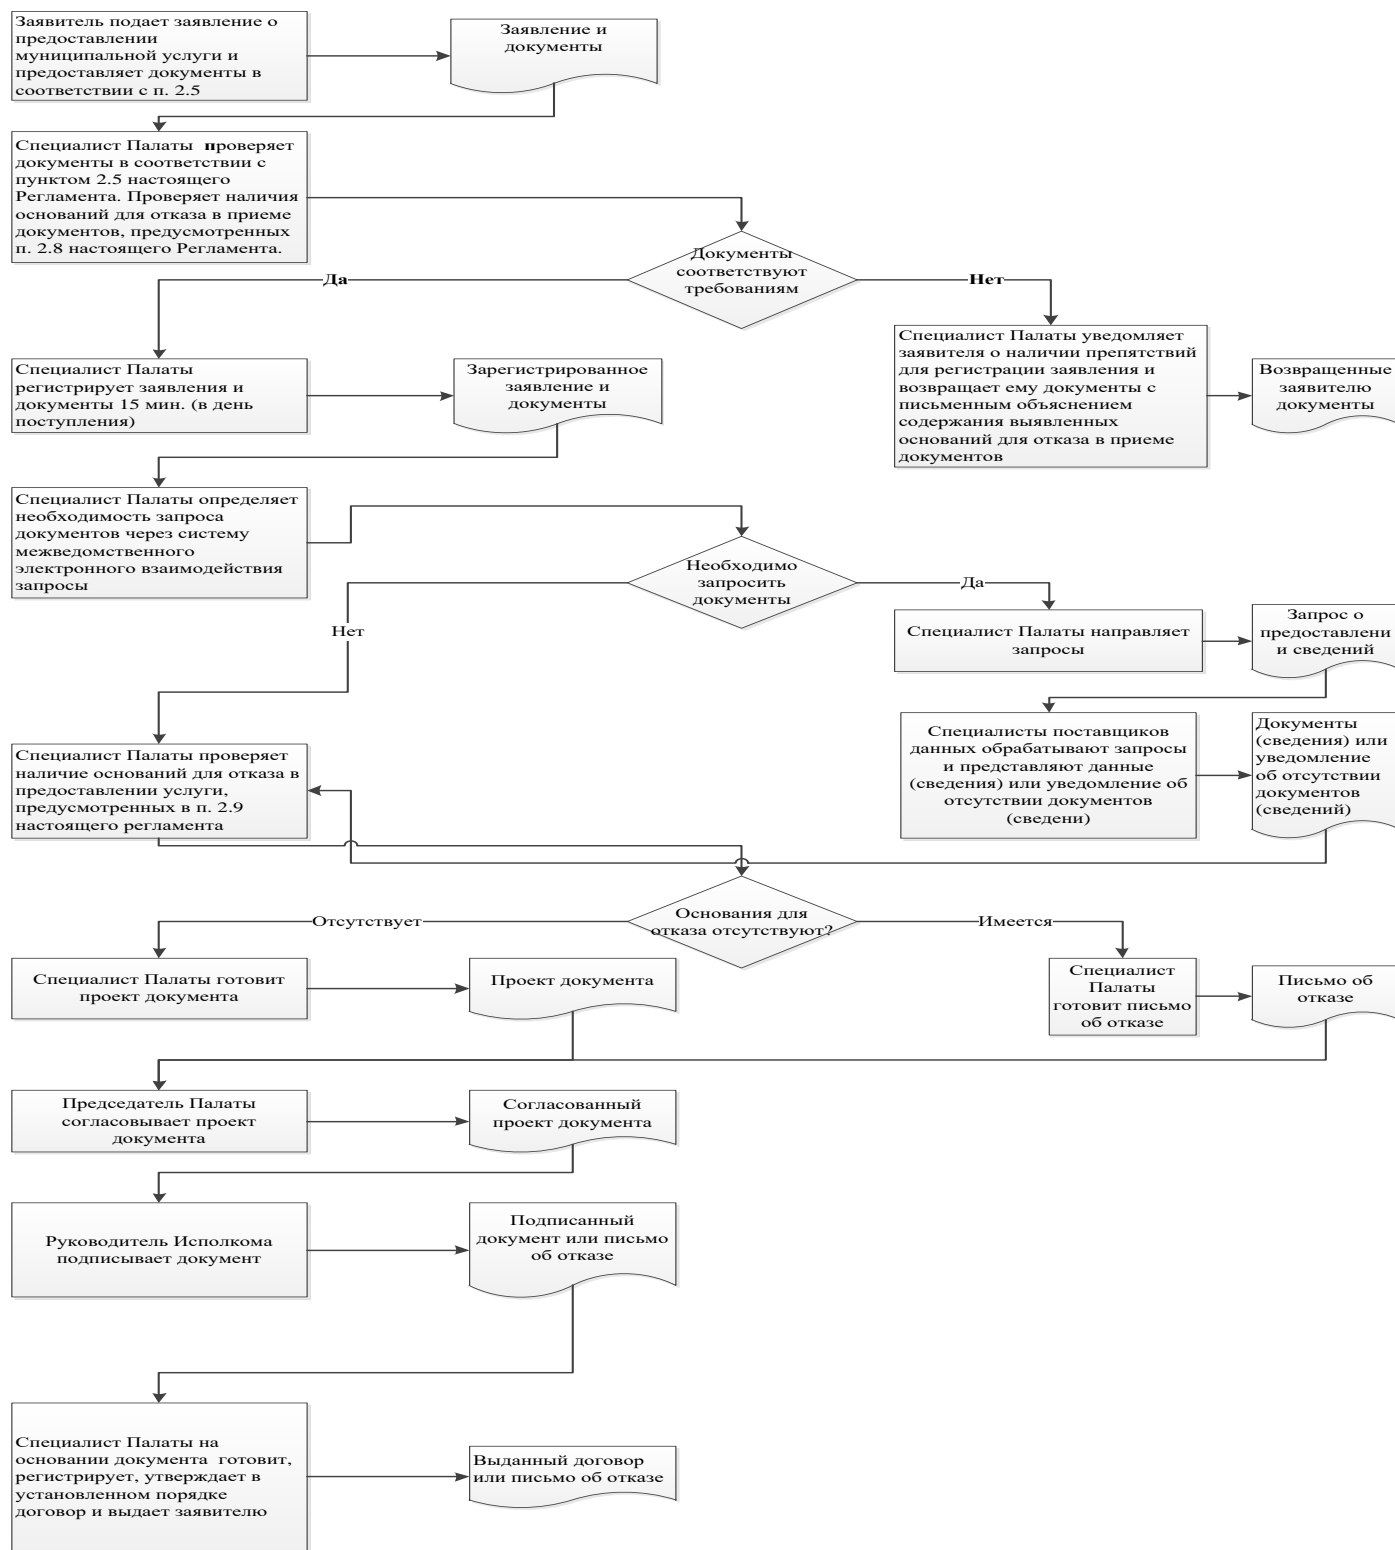 Заявитель подает заявление о
предоставлении
муниципальной услуги и
предоставляет документы в
соответствии с п. 2.5
Заявление и
документы
Специалист Палаты проверяет
документы в соответствии с
пунктом 2.5 настоящего
Регламента. Проверяет наличия
оснований для отказа в приеме
документов, предусмотренных
п. 2.8 настоящего Регламента.
Документы
соответствуют
требованиям
Да
Нет
Специалист Палаты
регистрирует заявления и
документы 15 мин. (в день
поступления)
Зарегистрированное
заявление и
документы
Специалист Палаты уведомляет
заявителя о наличии препятствий
для регистрации заявления и
возвращает ему документы с
письменным объяснением
содержания выявленных
оснований для отказа в приеме
документов
Возвращенные
заявителю
документы
Специалист Палаты определяет
необходимость запроса
документов через систему
межведомственного
электронного взаимодействия
запросы
Необходимо
запросить
документы
Да
Нет
Специалист Палаты направляет
запросы
Запрос о
предоставлени
и сведений
Специалисты поставщиков
данных обрабатывают запросы
и представляют данные
(сведения) или уведомление об
отсутствии документов
(сведени)
Документы
(сведения) или
уведомление
об отсутствии
документов
(сведений)
Специалист Палаты проверяет
наличие оснований для отказа в
предоставлении услуги,
предусмотренных в п. 2.9
настоящего регламента
Основания для
отказа отсутствуют?
Отсутствует
Имеется
Специалист Палаты готовит
проект документа
Проект документа
Специалист
Палаты
готовит письмо
об отказе
Письмо об
отказе
Председатель Палаты
согласовывает проект
документа
Согласованный
проект документа
Руководитель Исполкома
подписывает документ
Подписанный
документ или письмо
об отказе
Специалист Палаты на
основании документа готовит,
регистрирует, утверждает в
установленном порядке
договор и выдает заявителю
Выданный договор
или письмо об отказе